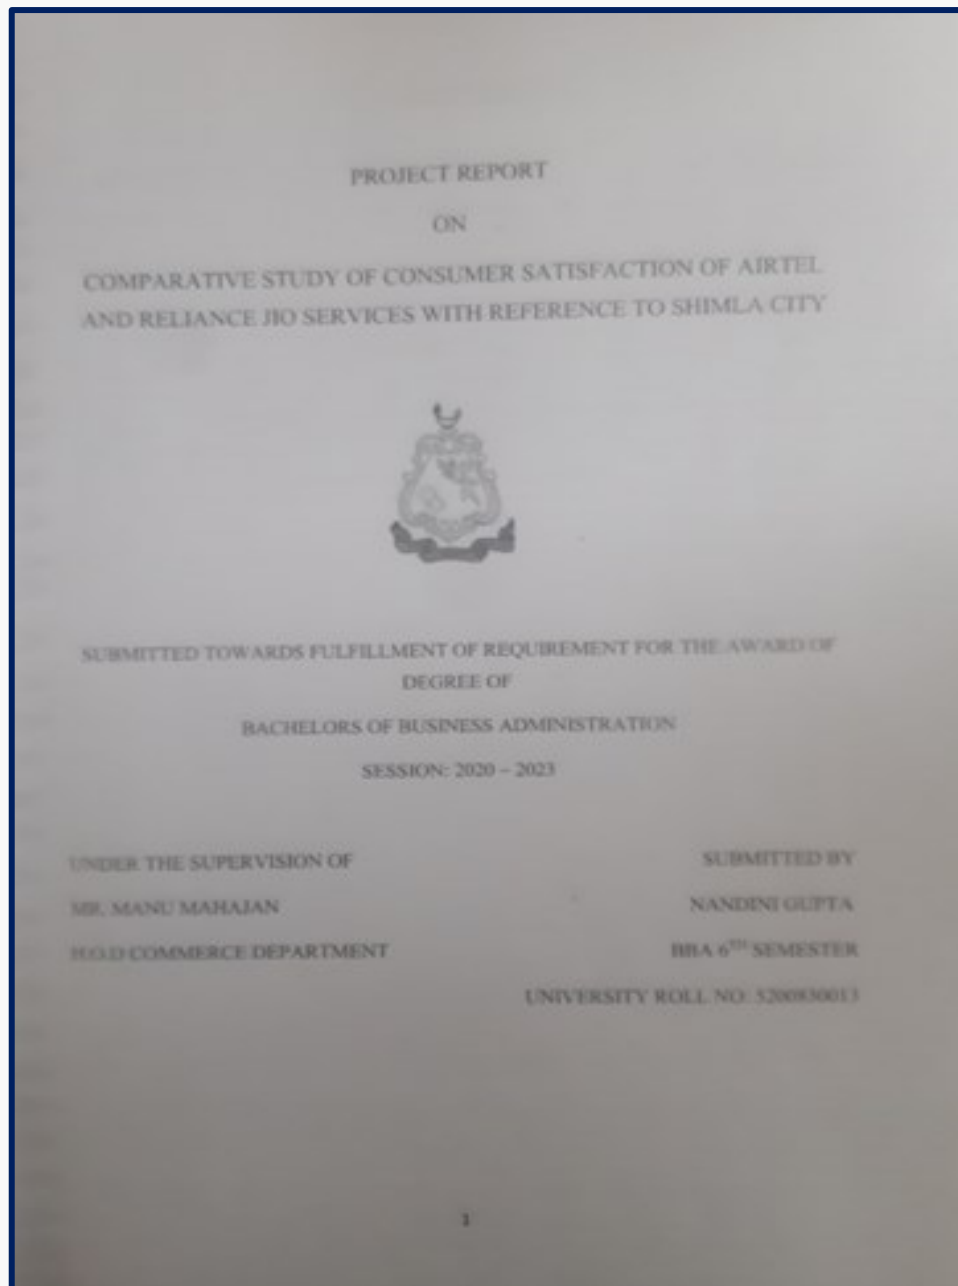 PROJECT REPORT
ON
COMPARATIVE STUDY OF CONSUMER SATISFACTION OF AIRTEL
AND RELIANCE JIO SERVICES WITH REFERENCE TO SHIMLA CITY
SUBMITTED TOWARDS FULFILLMENT OF REQUIREMENT FOR THE AWARD OF
DEGREE OF
BACHELORS OF BUSINESS ADMINISTRATION
SESSION: 2020 – 2023
UNDER THE SUPERVISION OF
MR. MANU MAHAJAN
H.O.D COMMERCE DEPARTMENT
SUBMITTED BY
NANDINI GUPTA
BBA 6TH SEMESTER
UNIVERSITY ROLL NO: 5200830013